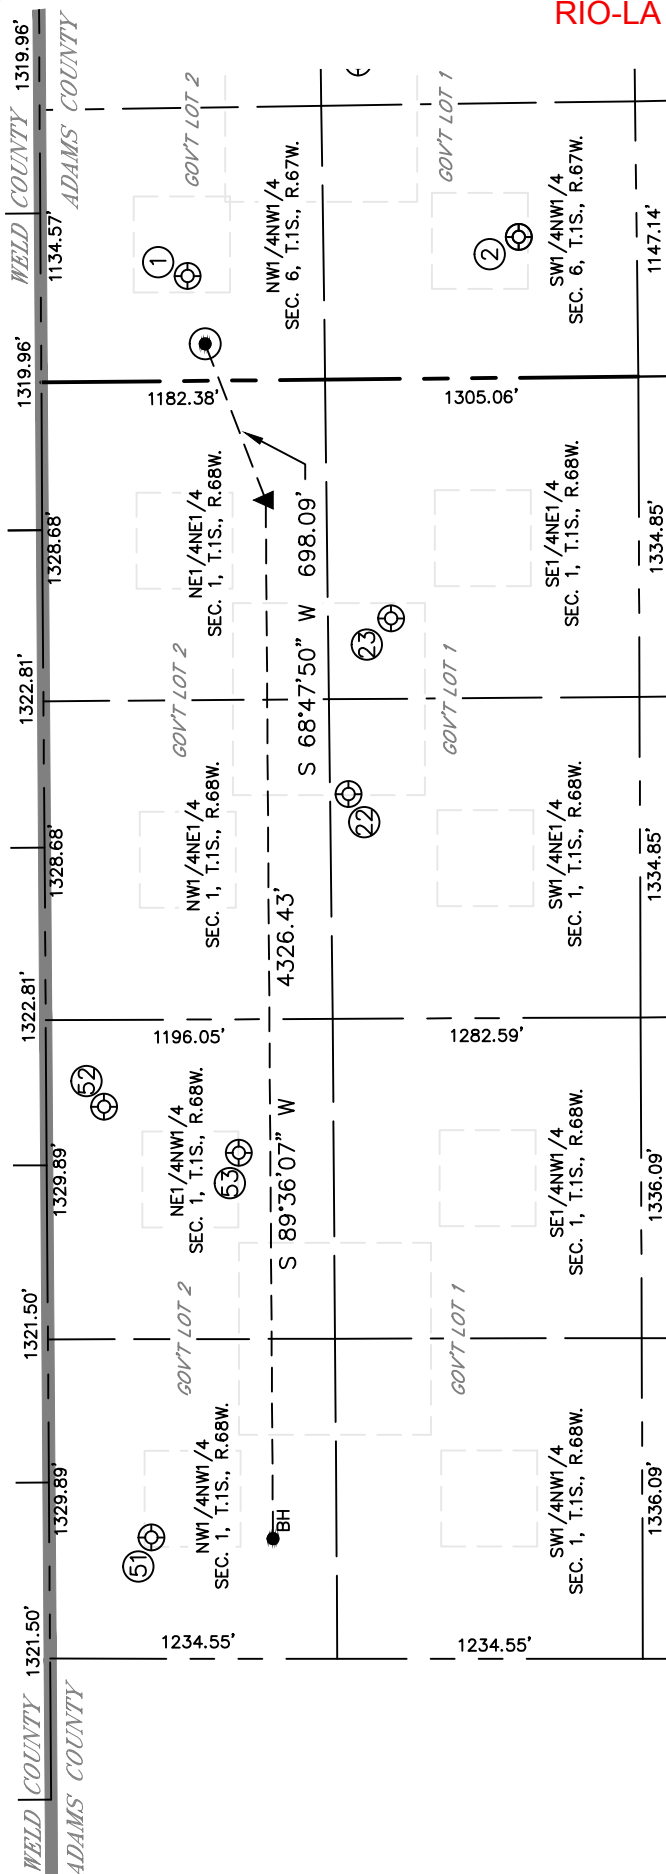 RIO-LA
1319.96'
WELD COUNTY
ADAMS COUNTY
GOV'T LOT 2
GOV'T LOT 1
1134.57'
1
NW1/4NW1/4
SEC. 6, T.1S., R.67W.
2
SW1/4NW1/4
SEC. 6, T.1S., R.67W.
1147.14'
1319.96'
1182.38'
1305.06'
1328.68'
NE1/4NE1/4
SEC. 1, T.1S., R.68W.
S 68°47'50" W 698.09'
SE1/4NE1/4
SEC. 1, T.1S., R.68W.
1334.85'
23
1322.81'
GOV'T LOT 2
GOV'T LOT 1
22
1328.68'
NW1/4NE1/4
SEC. 1, T.1S., R.68W.
SW1/4NE1/4
SEC. 1, T.1S., R.68W.
1334.85'
S 89°36'07" W 4326.43'
1322.81'
1196.05'
1282.59'
52
1329.89'
NE1/4NW1/4
SEC. 1, T.1S., R.68W.
53
SE1/4NW1/4
SEC. 1, T.1S., R.68W.
1336.09'
1321.50'
GOV'T LOT 2
GOV'T LOT 1
1329.89'
NW1/4NW1/4
SEC. 1, T.1S., R.68W.
51
BH
SW1/4NW1/4
SEC. 1, T.1S., R.68W.
1336.09'
1321.50'
1234.55'
1234.55'
WELD COUNTY
ADAMS COUNTY